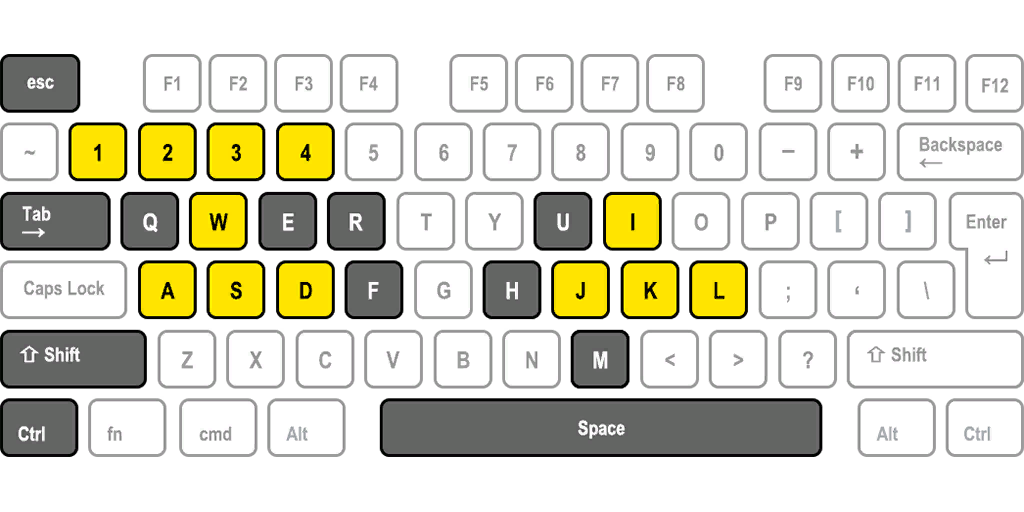 esc F1 F2 F3 F4 F5 F6 F7 F8 F9 F10 F11 F12
~ 1 2 3 4 5 6 7 8 9 0 − + Backspace ←
Tab → Q W E R T Y U I O P [ ] Enter ↵
Caps Lock A S D F G H J K L ; ‘ \
⇧ Shift Z X C V B N M < > ? ⇧ Shift
Ctrl fn cmd Alt Space Alt Ctrl